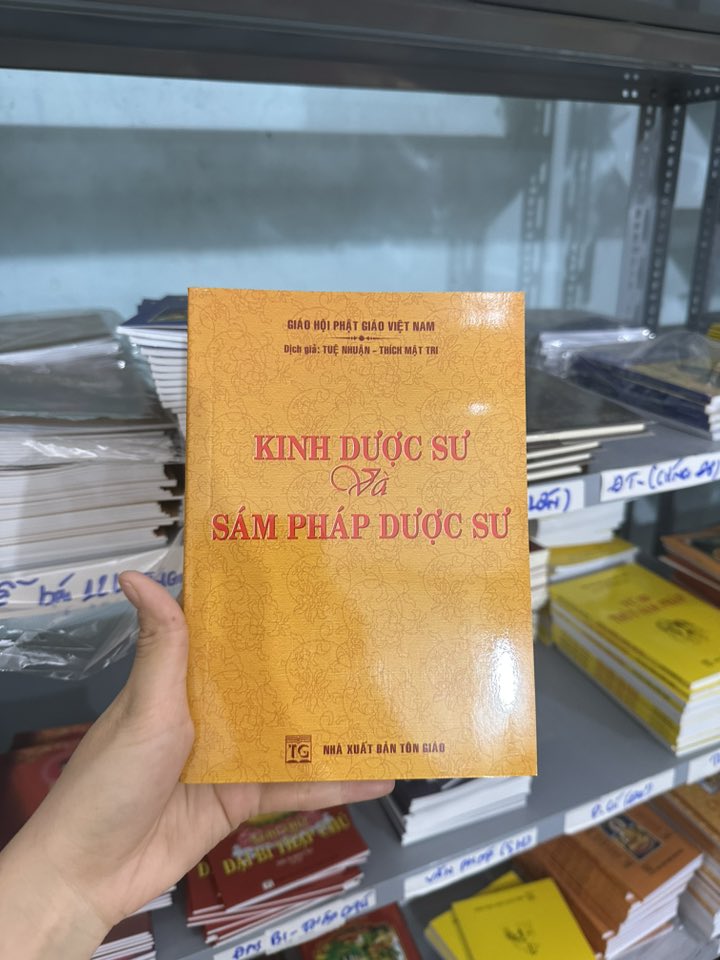 GIÁO HỘI PHẬT GIÁO VIỆT NAM
Dịch giả: TUỆ NHUẬN - THÍCH MẬT TRI
KINH DƯỢC SƯ
Và
SÁM PHÁP DƯỢC SƯ
TG
NHÀ XUẤT BẢN TÔN GIÁO
ĐẠI BI THẬP CHÚ